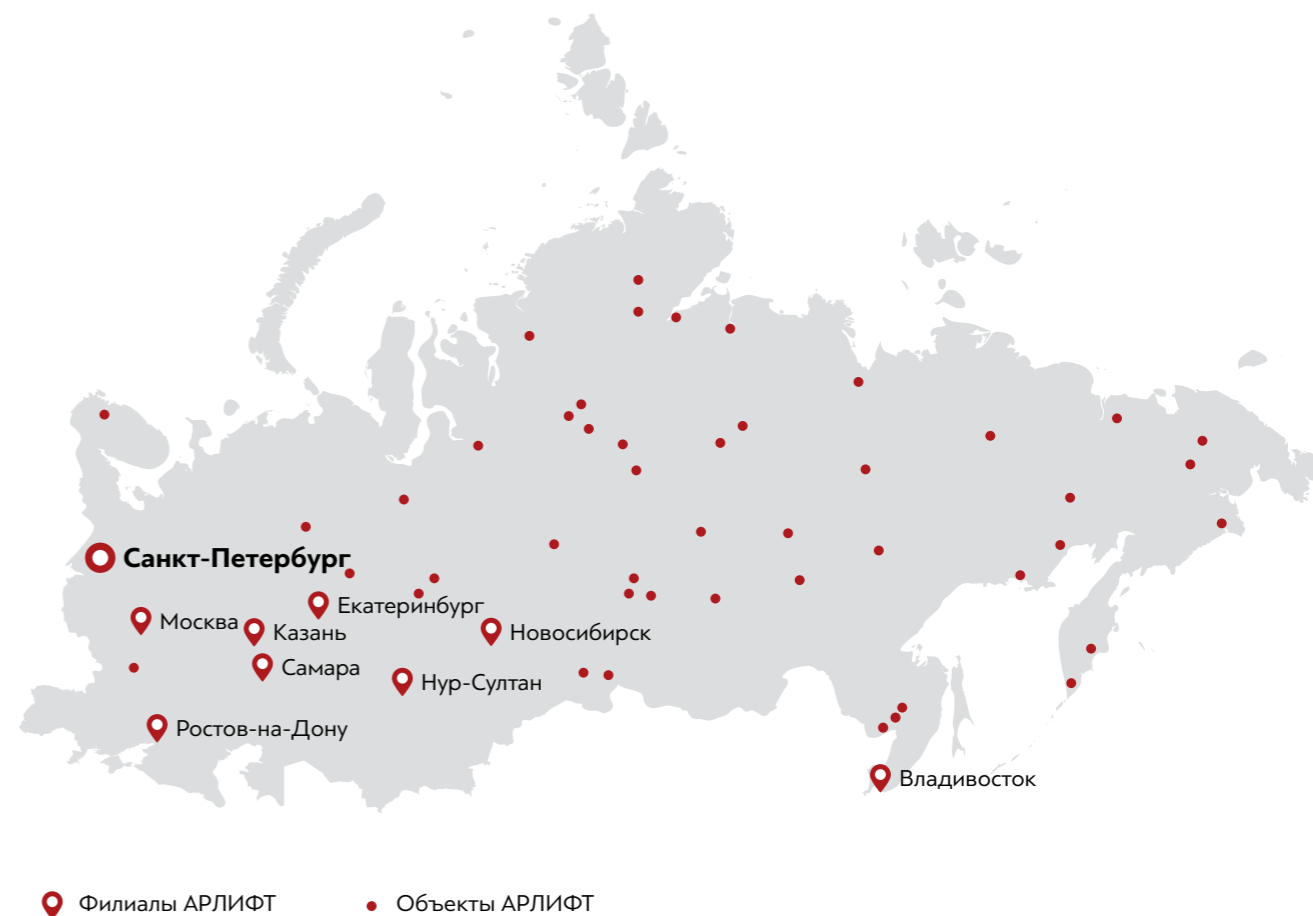 Санкт-Петербург
Екатеринбург
Москва
Казань
Новосибирск
Самара
Нур-Султан
Ростов-на-Дону
Владивосток
Филиалы АРЛИФТ
Объекты АРЛИФТ